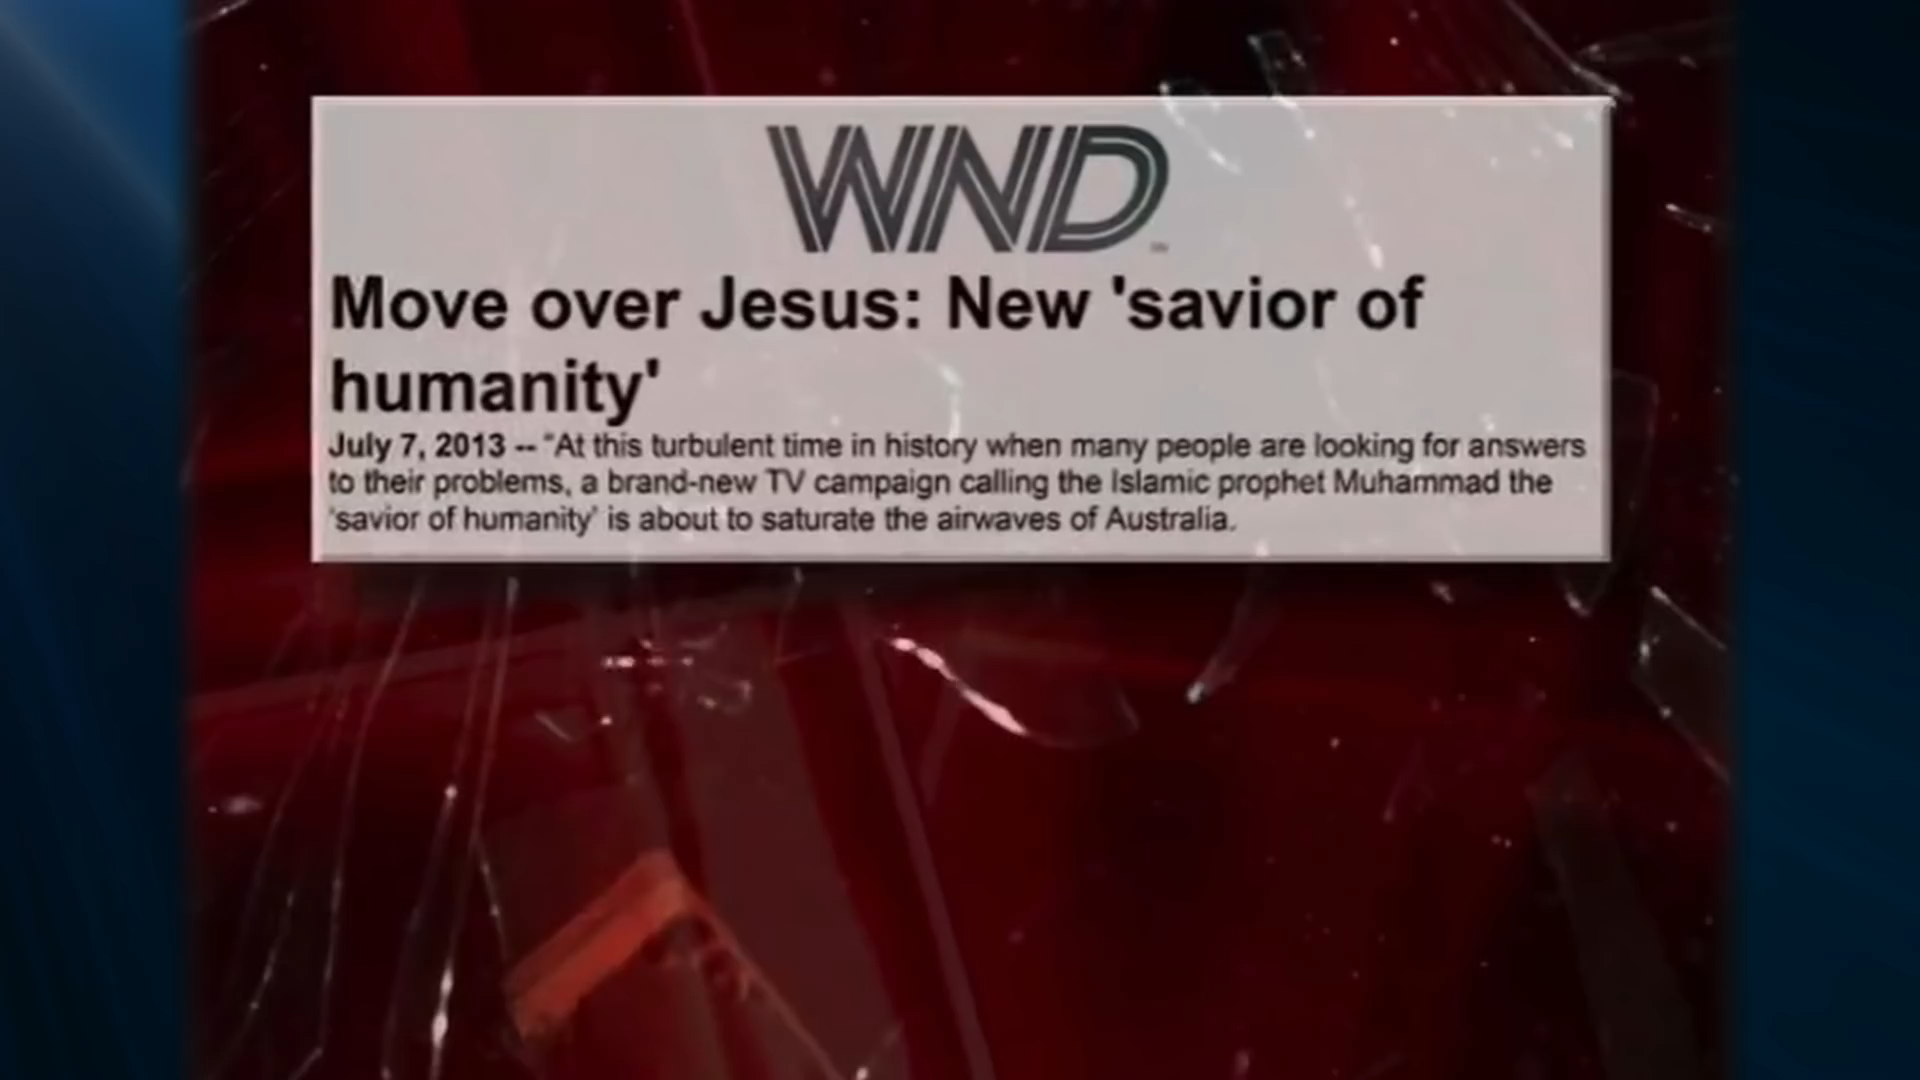 WND
Move over Jesus: New 'savior of
humanity'
July 7, 2013 -- "At this turbulent time in history when many people are looking for answers
to their problems, a brand-new TV campaign calling the Islamic prophet Muhammad the
'savior of humanity' is about to saturate the airwaves of Australia.